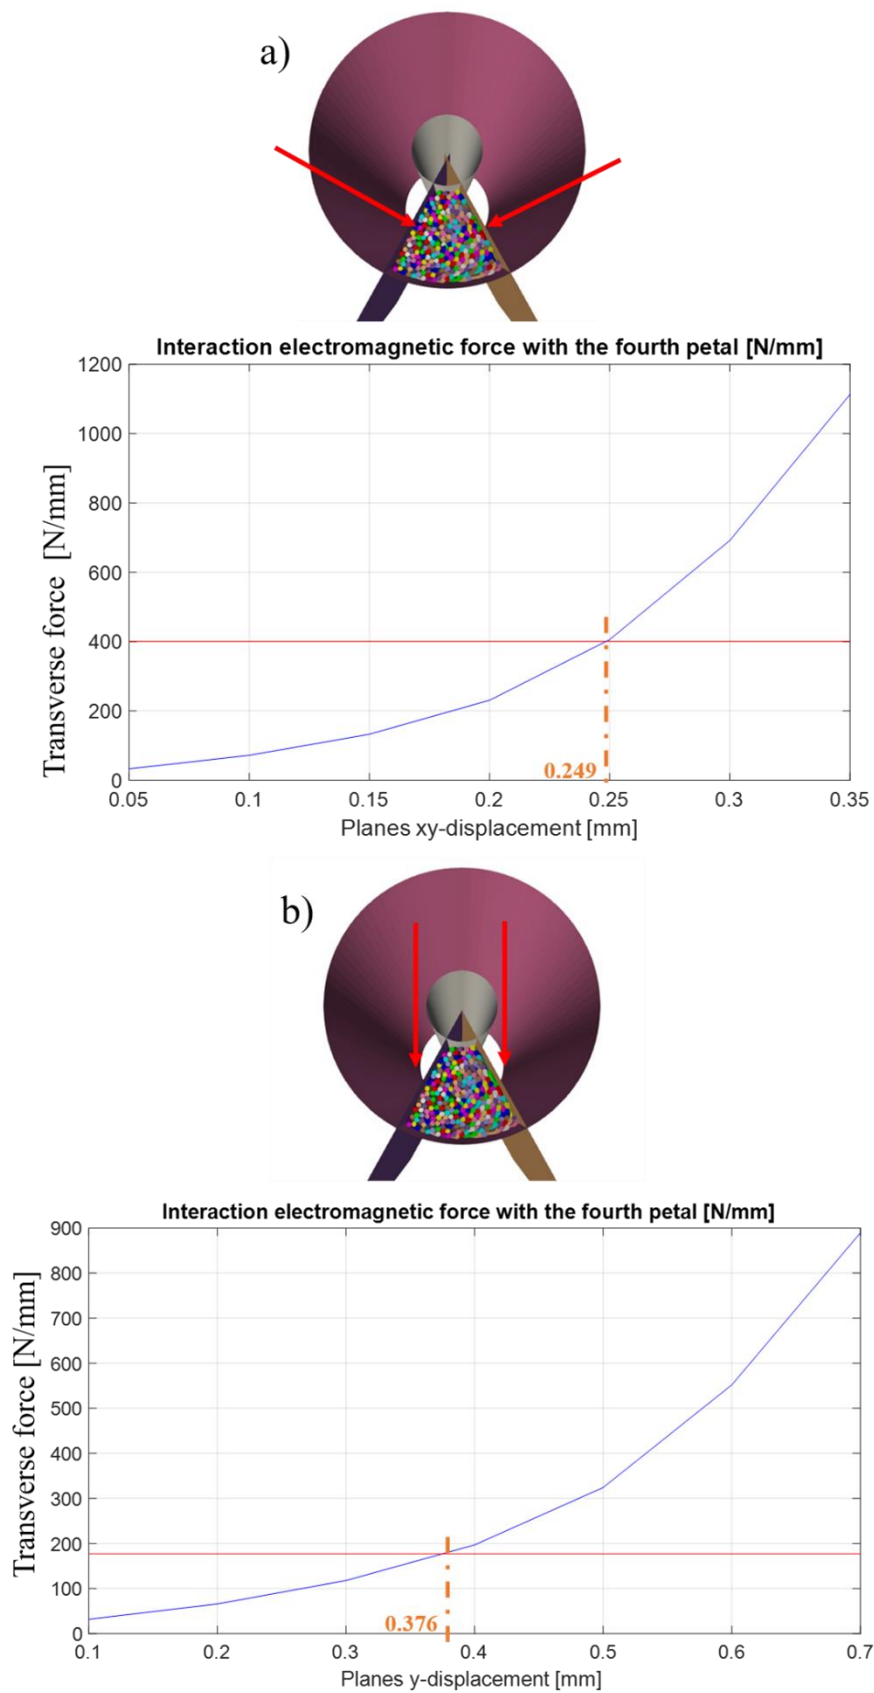 a)
Interaction electromagnetic force with the fourth petal [N/mm]
1200
1000
800
600
400
200
0
Transverse force [N/mm]
0.249
0.05 0.1 0.15 0.2 0.25 0.3 0.35
Planes xy-displacement [mm]
b)
Interaction electromagnetic force with the fourth petal [N/mm]
900
800
700
600
500
400
300
200
100
0
Transverse force [N/mm]
0.376
0.1 0.2 0.3 0.4 0.5 0.6 0.7
Planes y-displacement [mm]